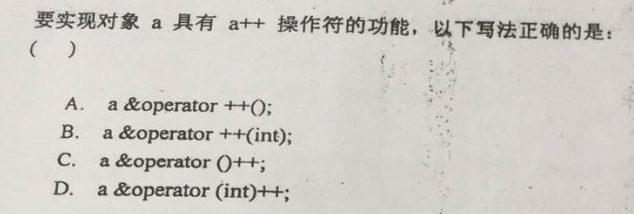 要实现对象 a 具有 a++ 操作符的功能，以下写法正确的是：
（ ）
A. a &operator ++();
B. a &operator ++(int);
C. a &operator ()++;
D. a &operator (int)++;